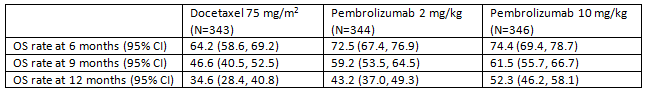 Docetaxel 75 mg/m² Pembrolizumab 2 mg/kg Pembrolizumab 10 mg/kg
(N=343) (N=344) (N=346)
OS rate at 6 months (95% CI) 64.2 (58.6, 69.2) 72.5 (67.4, 76.9) 74.4 (69.4, 78.7)
OS rate at 9 months (95% CI) 46.6 (40.5, 52.5) 59.2 (53.5, 64.5) 61.5 (55.7, 66.7)
OS rate at 12 months (95% CI) 34.6 (28.4, 40.8) 43.2 (37.0, 49.3) 52.3 (46.2, 58.1)